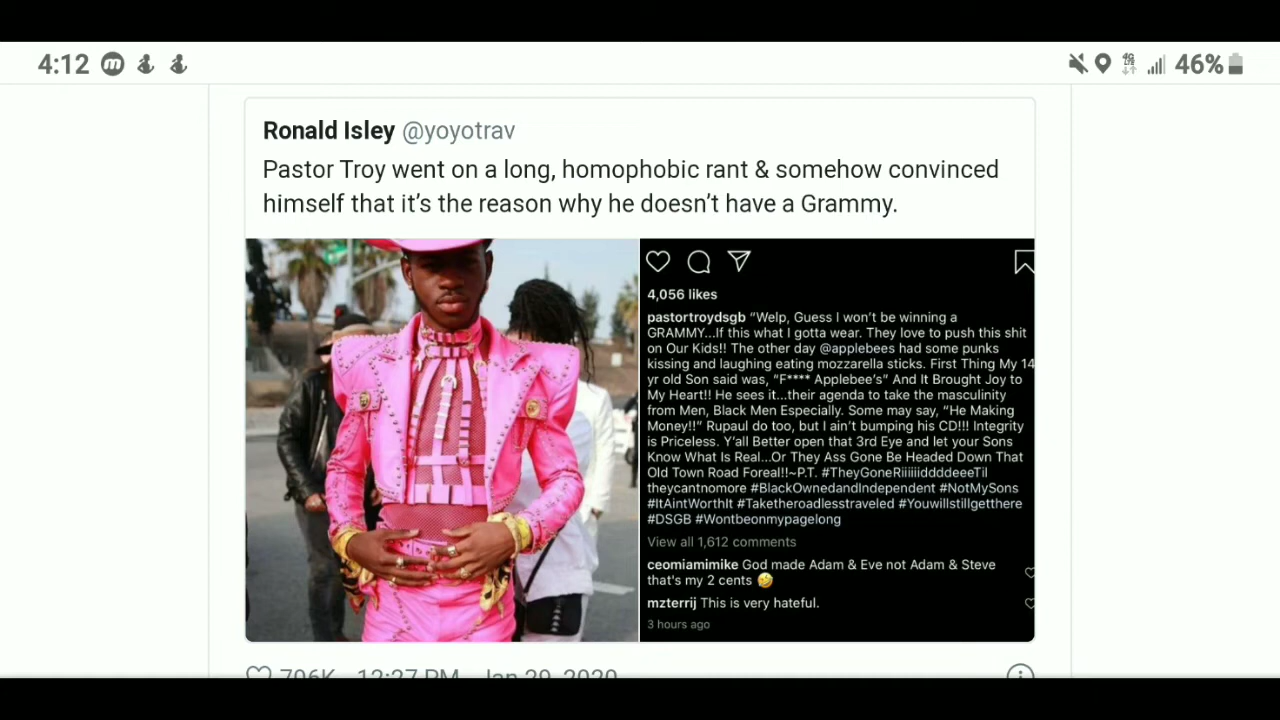 4:12
46%
Ronald Isley @yoyotrav
Pastor Troy went on a long, homophobic rant & somehow convinced
himself that it's the reason why he doesn't have a Grammy.
4,056 likes
pastortroydsgb "Welp, Guess I won't be winning a
GRAMMY...If this what I gotta wear. They love to push this shit
on Our Kids!! The other day @applebees had some punks
kissing and laughing eating mozzarella sticks. First Thing My 14
yr old Son said was, "F**** Applebee's" And It Brought Joy to
My Heart!! He sees it...their agenda to take the masculinity
from Men, Black Men Especially. Some may say, "He Making
Money!!" Rupaul do too, but I ain't bumping his CD!!! Integrity
is Priceless. Y'all Better open that 3rd Eye and let your Sons
Know What Is Real...Or They Ass Gone Be Headed Down That
Old Town Road Foreal!!~P.T. #TheyGoneRiiiiiiddddeeeTil
theycantnomore #BlackOwnedandIndependent #NotMySons
#ItAintWorthIt #Taketheroadlesstraveled #Youwillstillgetthere
#DSGB #Wontbeonmypagelong
View all 1,612 comments
ceomiamimike God made Adam & Eve not Adam & Steve
that's my 2 cents 🤣
mzterrij This is very hateful.
3 hours ago
706K 12:27 PM Jan 29, 2020